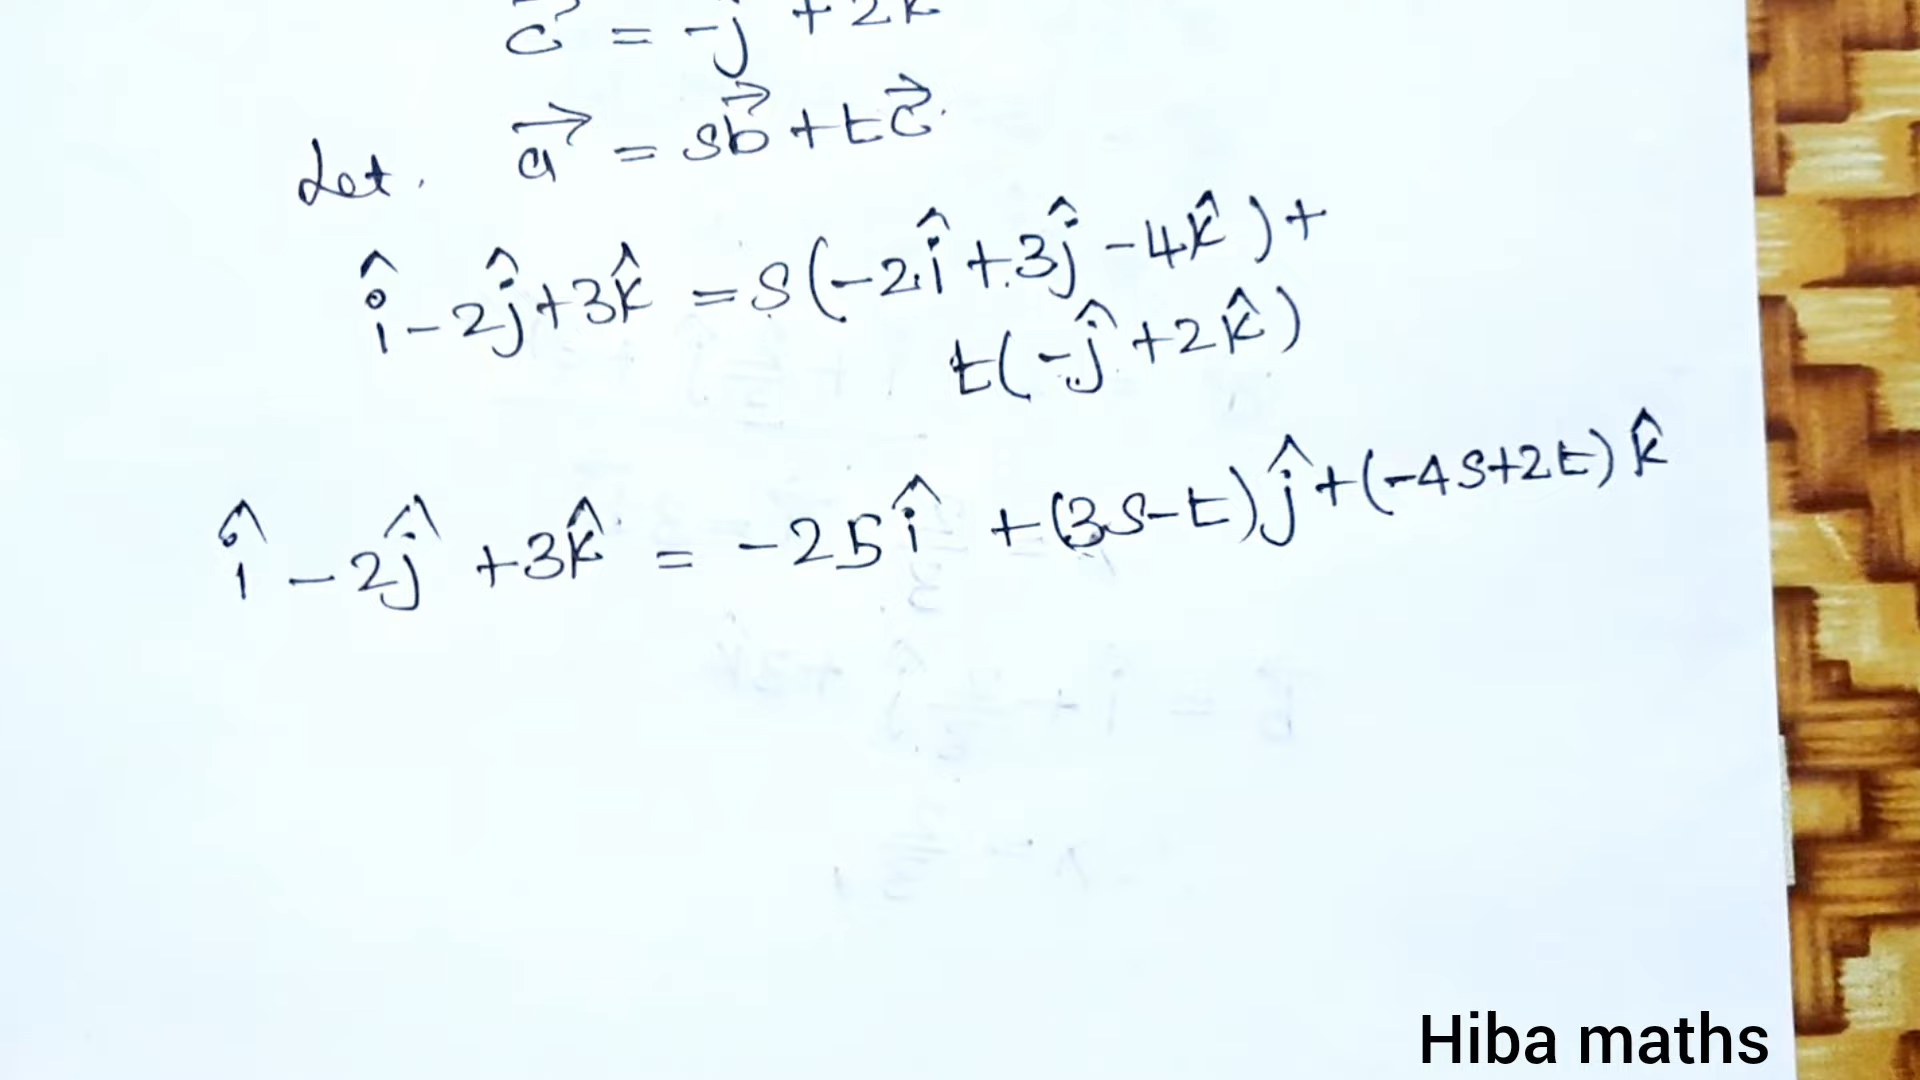 c⃗ = -j + 2k
Let. a⃗ = sb⃗ + tc⃗.
î - 2ĵ + 3k̂ = s(-2î + 3ĵ - 4k̂) +
t(-ĵ + 2k̂)
î - 2ĵ + 3k̂ = -2sî + (3s-t)ĵ + (-4s+2t)k̂
Hiba maths